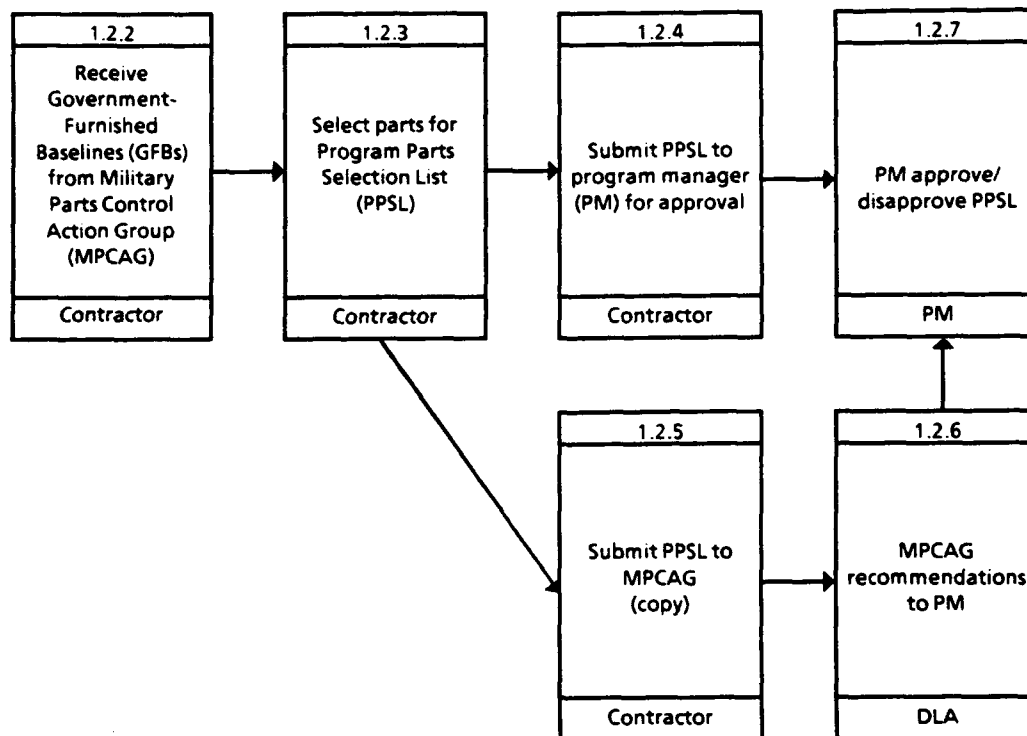 1.2.2
Receive
Government-
Furnished
Baselines (GFBs)
from Military
Parts Control
Action Group
(MPCAG)
Contractor
1.2.3
Select parts for
Program Parts
Selection List
(PPSL)
Contractor
1.2.4
Submit PPSL to
program manager
(PM) for approval
Contractor
1.2.7
PM approve/
disapprove PPSL
PM
1.2.5
Submit PPSL to
MPCAG
(copy)
Contractor
1.2.6
MPCAG
recommendations
to PM
DLA